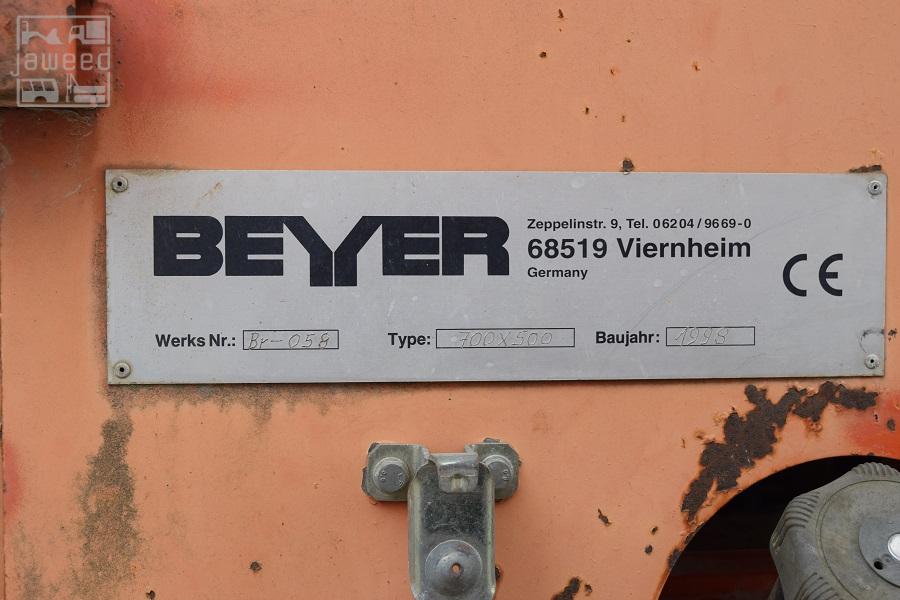 jaweed
BEYER
Zeppelinstr. 9, Tel. 06204/9669-0
68519 Viernheim
Germany
CE
Werks Nr.: Br-058 Type: 700X500 Baujahr: 1998